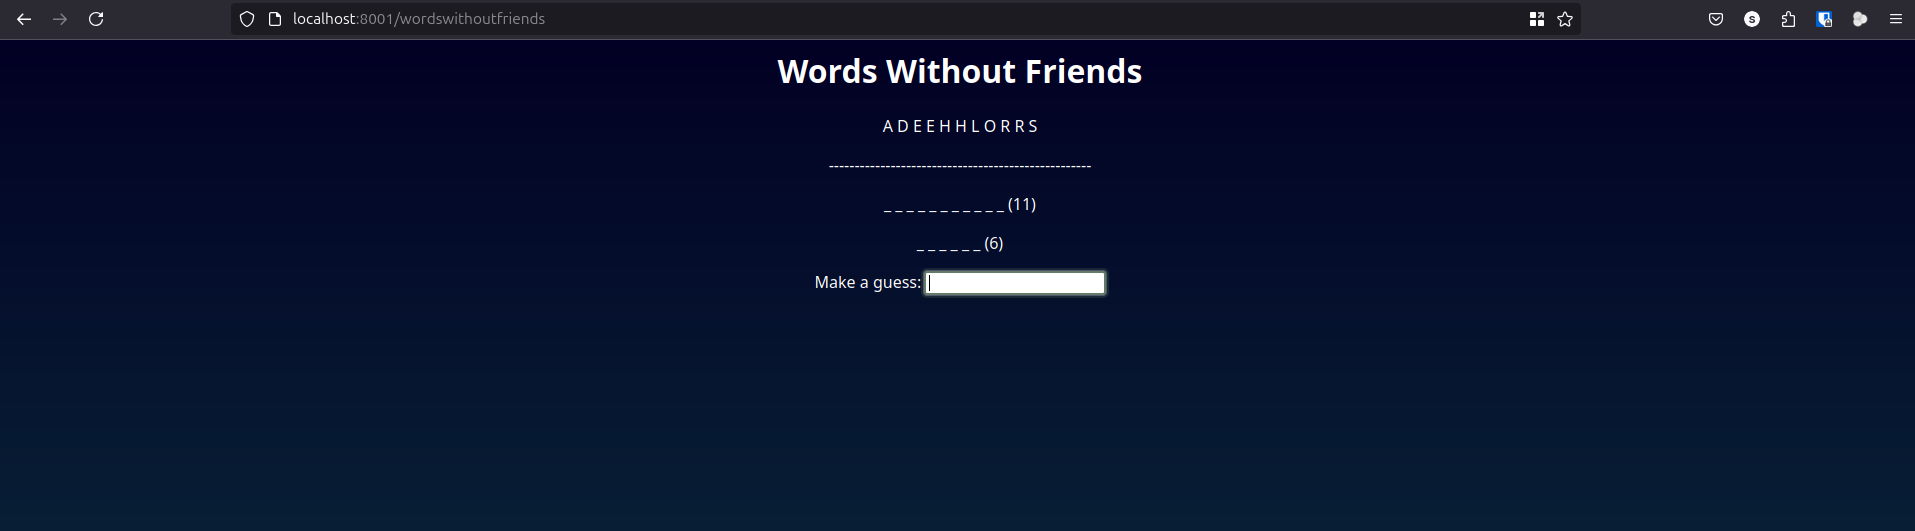 localhost:8001/wordswithoutfriends
S
Words Without Friends
A D E E H H L O R R S
---------------------------------------------------
_ _ _ _ _ _ _ _ _ _ _ (11)
_ _ _ _ _ _ (6)
Make a guess: